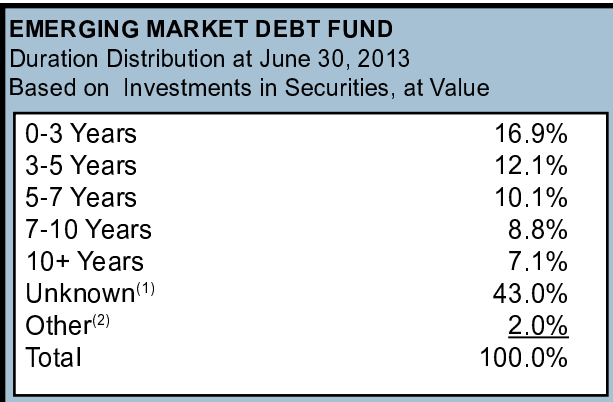 EMERGING MARKET DEBT FUND
Duration Distribution at June 30, 2013
Based on Investments in Securities, at Value
0-3 Years 16.9%
3-5 Years 12.1%
5-7 Years 10.1%
7-10 Years 8.8%
10+ Years 7.1%
Unknown(1) 43.0%
Other(2) 2.0%
Total 100.0%